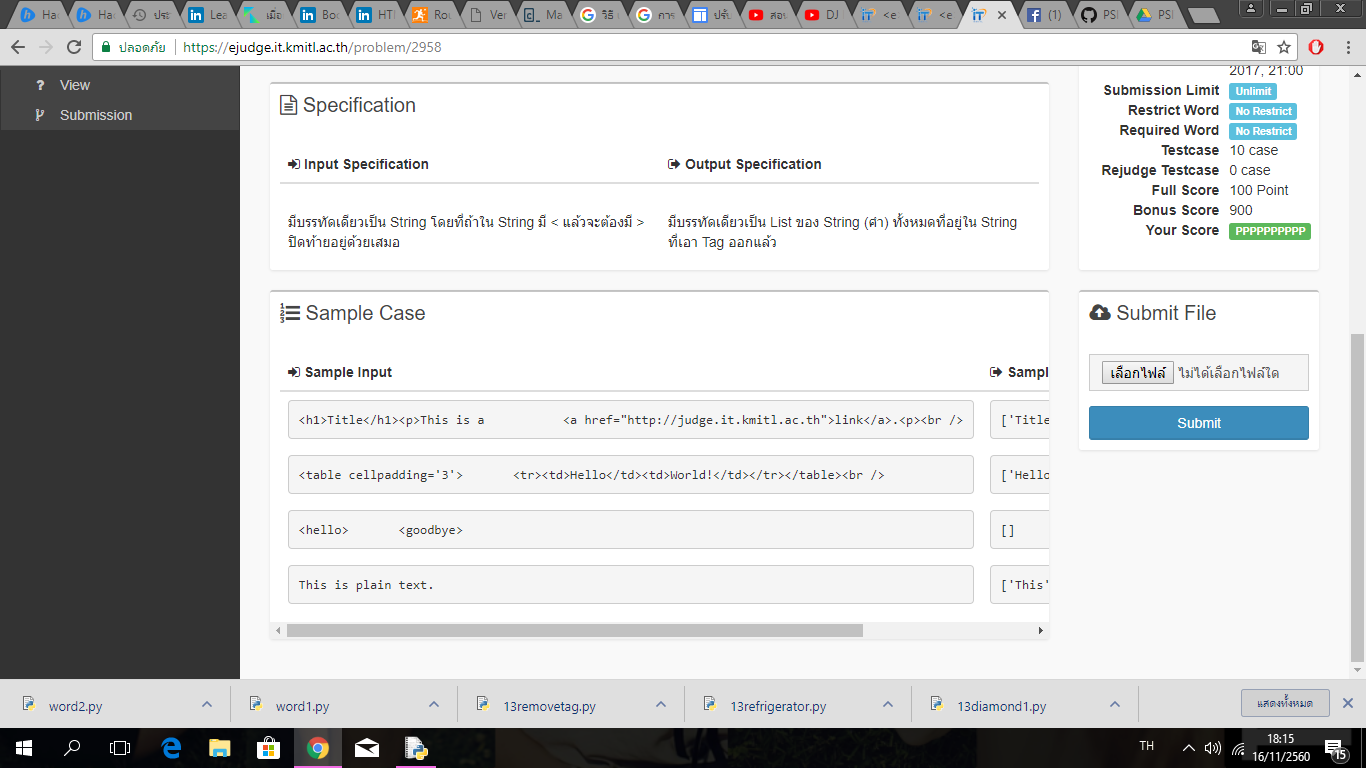 Ha
Ha
ประ
Lea
เมื่อ
Boo
HTI
Rou
Ver
Ma
วิธี
การ
ปรับ
สอน
DJ
<e
<e
(1)
PSI
PSI
ปลอดภัย
https://ejudge.it.kmitl.ac.th/problem/2958
View
Submission
Specification
Input Specification
Output Specification
มีบรรทัดเดียวเป็น String โดยที่ถ้าใน String มี < แล้วจะต้องมี >
ปิดท้ายอยู่ด้วยเสมอ
มีบรรทัดเดียวเป็น List ของ String (คำ) ทั้งหมดที่อยู่ใน String
ที่เอา Tag ออกแล้ว
Sample Case
Sample Input
Sampl
<h1>Title</h1><p>This is a <a href="http://judge.it.kmitl.ac.th">link</a>.<p><br />
['Title
<table cellpadding='3'> <tr><td>Hello</td><td>World!</td></tr></table><br />
['Hello
<hello> <goodbye>
[]
This is plain text.
['This'
2017, 21:00
Submission Limit Unlimit
Restrict Word No Restrict
Required Word No Restrict
Testcase 10 case
Rejudge Testcase 0 case
Full Score 100 Point
Bonus Score 900
Your Score PPPPPPPPPP
Submit File
เลือกไฟล์ ไม่ได้เลือกไฟล์ใด
Submit
word2.py
word1.py
13removetag.py
13refrigerator.py
13diamond1.py
แสดงทั้งหมด
TH
18:15
16/11/2560
15